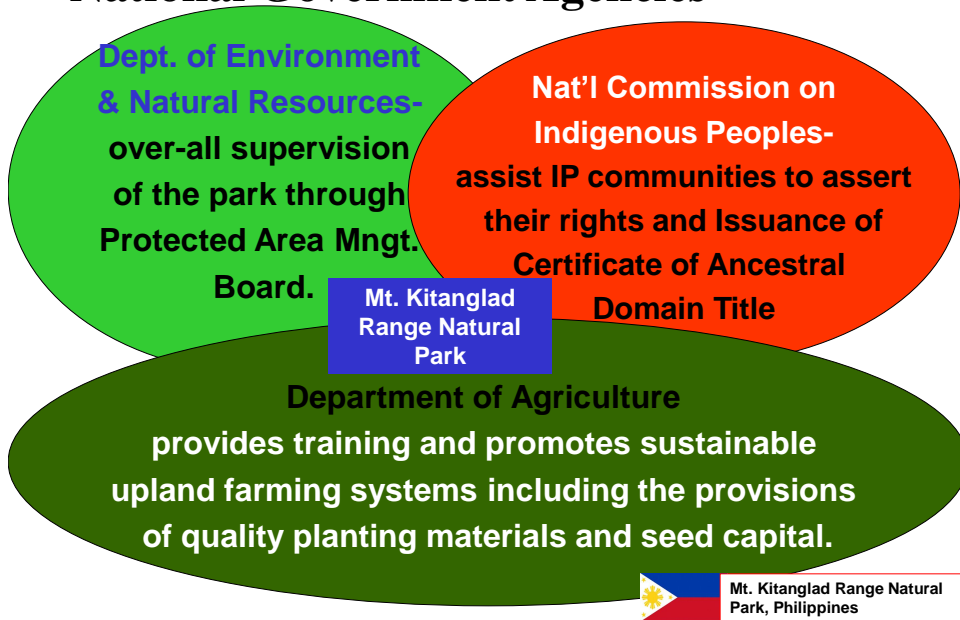 National Government Agencies
Dept. of Environment
& Natural Resources-
over-all supervision
of the park through
Protected Area Mngt.
Board.
Nat'l Commission on
Indigenous Peoples-
assist IP communities to assert
their rights and Issuance of
Certificate of Ancestral
Domain Title
Mt. Kitanglad
Range Natural
Park
Department of Agriculture
provides training and promotes sustainable
upland farming systems including the provisions
of quality planting materials and seed capital.
Mt. Kitanglad Range Natural
Park, Philippines